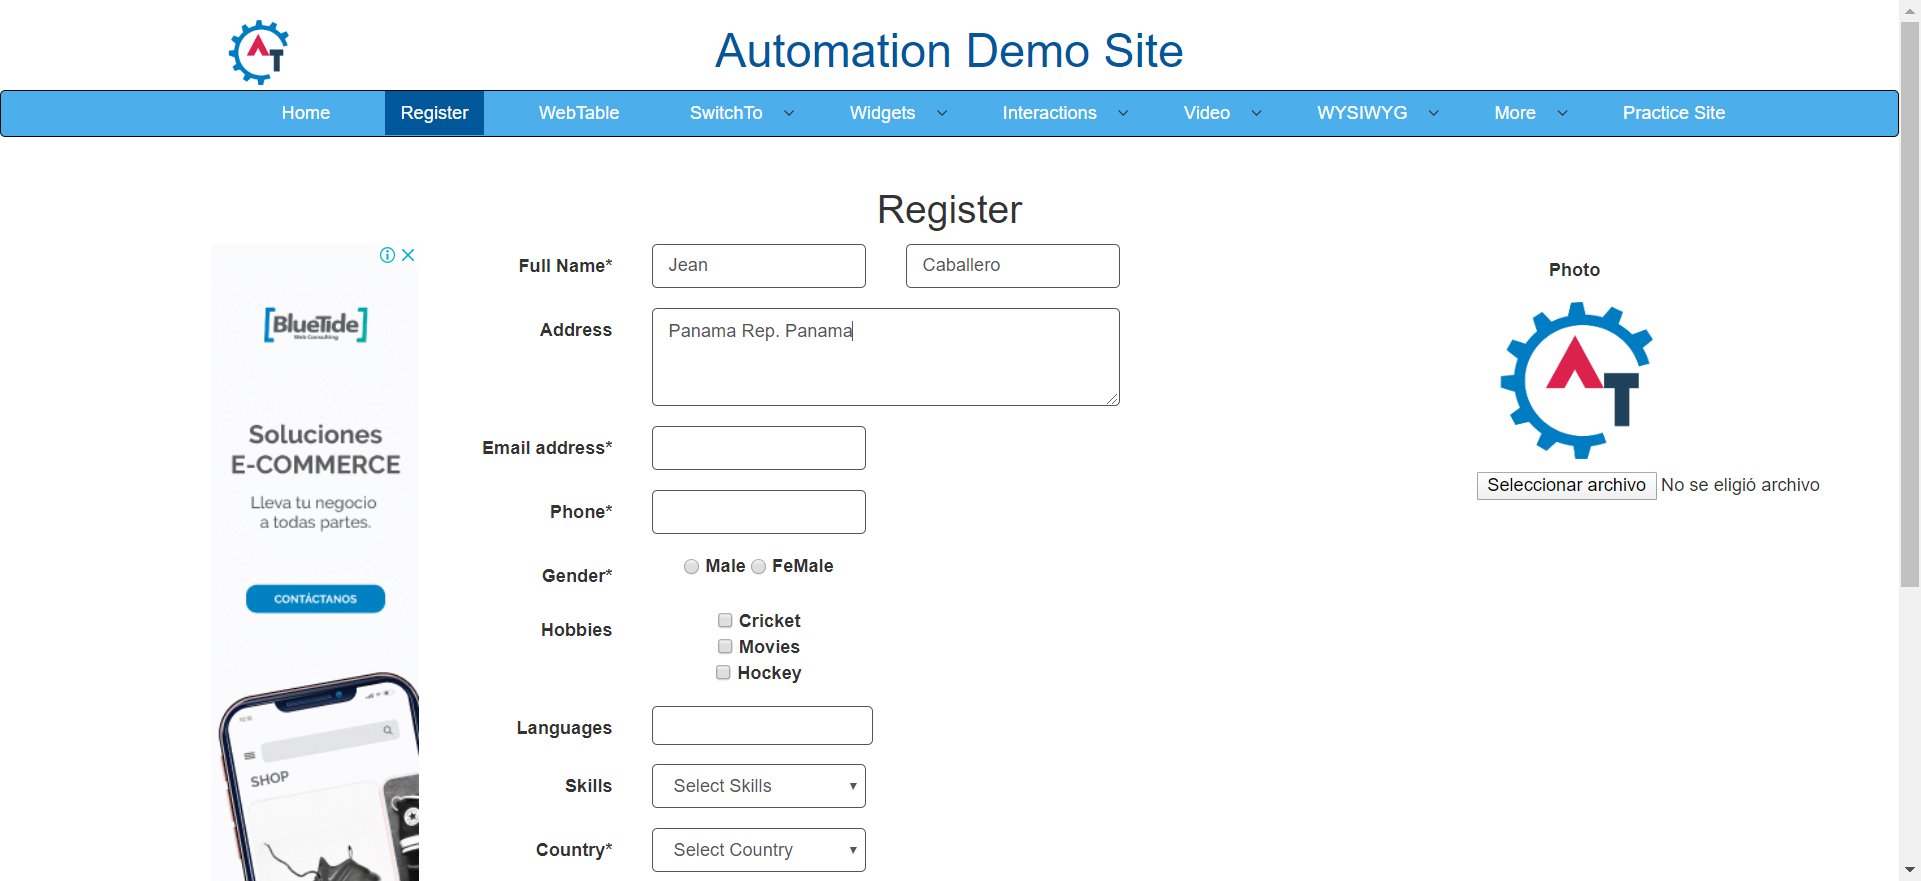 Automation Demo Site
Home Register WebTable SwitchTo Widgets Interactions Video WYSIWYG More Practice Site
Register
Full Name* Jean Caballero
Address Panama Rep. Panama
Email address*
Phone*
Gender* Male FeMale
Hobbies Cricket
Movies
Hockey
Languages
Skills Select Skills
Country* Select Country
Photo
AT
Seleccionar archivo No se eligió archivo
[BlueTide]
Web Consulting
Soluciones
E-COMMERCE
Lleva tu negocio
a todas partes.
CONTÁCTANOS
SHOP